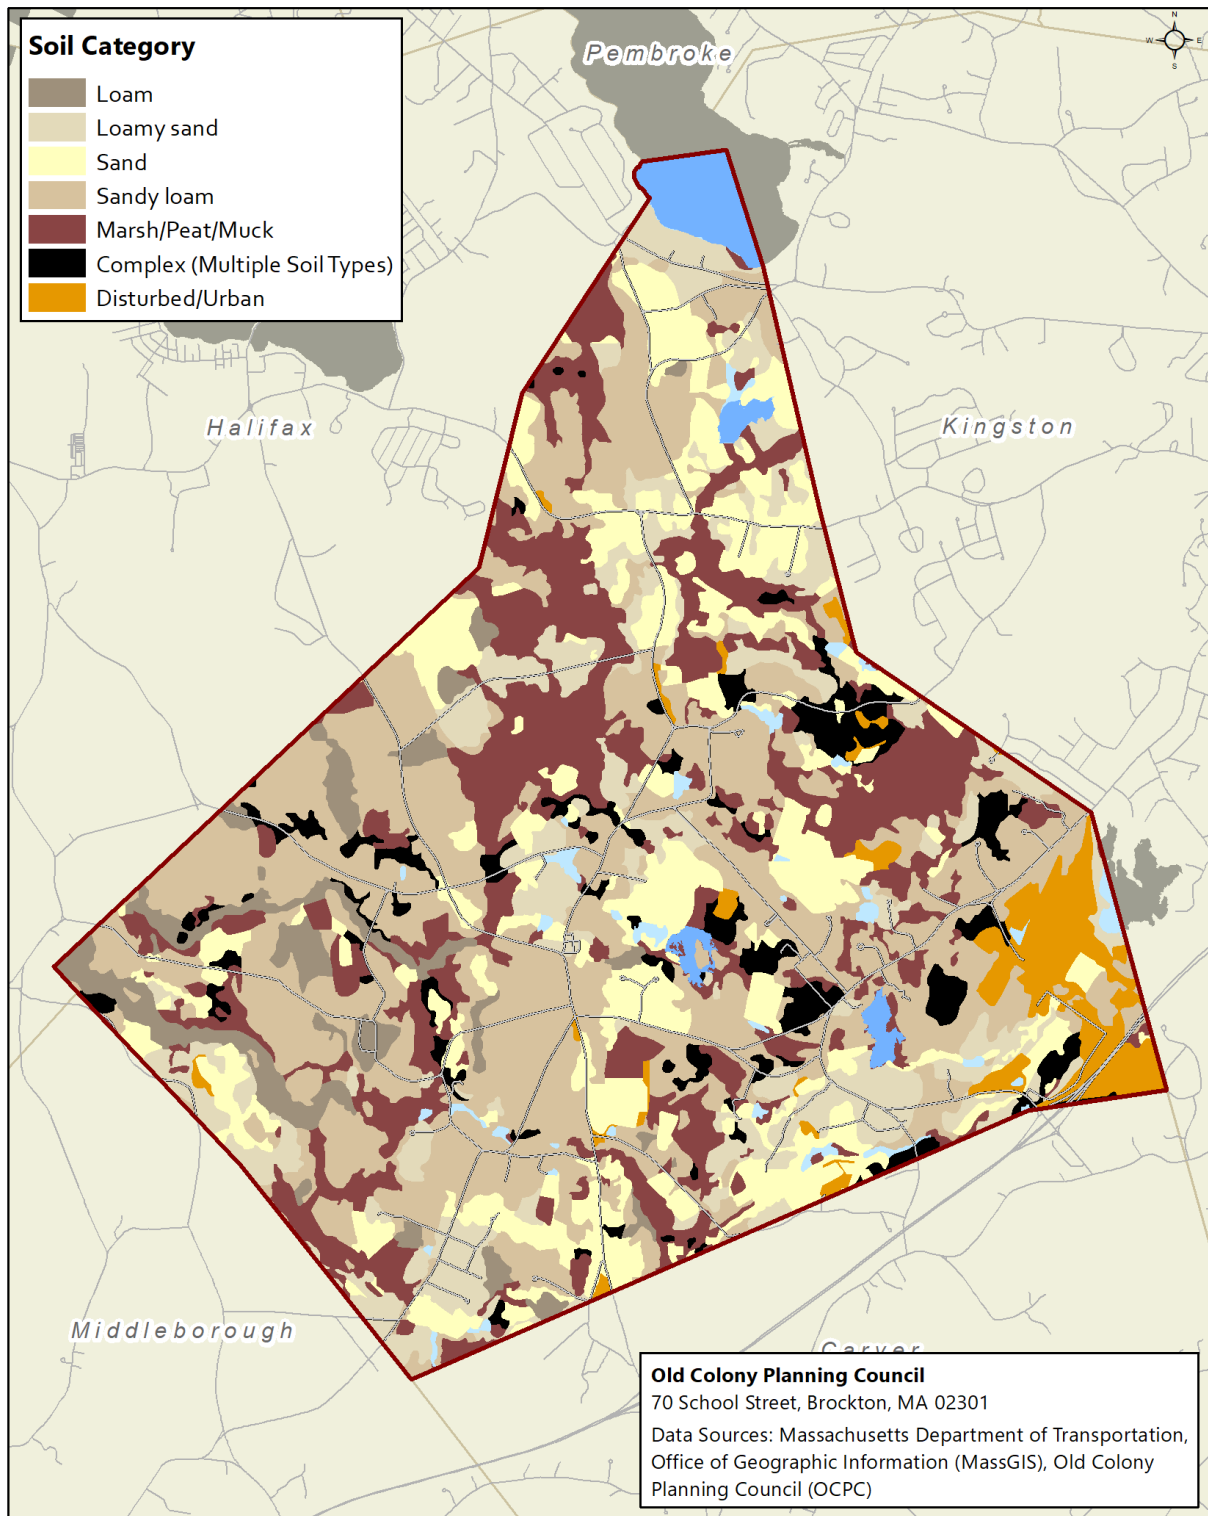 Soil Category
Loam
Loamy sand
Sand
Sandy loam
Marsh/Peat/Muck
Complex (Multiple Soil Types)
Disturbed/Urban
Pembroke
N
W E
S
Halifax
Kingston
Middleborough
Carver
Old Colony Planning Council
70 School Street, Brockton, MA 02301
Data Sources: Massachusetts Department of Transportation,
Office of Geographic Information (MassGIS), Old Colony
Planning Council (OCPC)